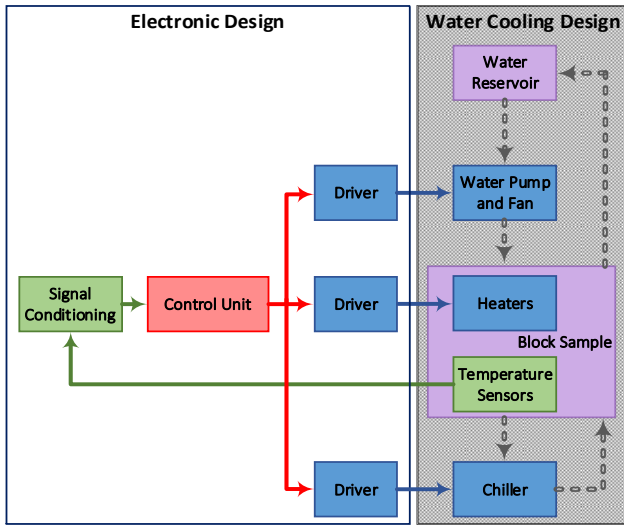 Electronic Design
Water Cooling Design
Water
Reservoir
Driver
Water Pump
and Fan
Signal
Conditioning
Control Unit
Driver
Heaters
Block Sample
Temperature
Sensors
Driver
Chiller